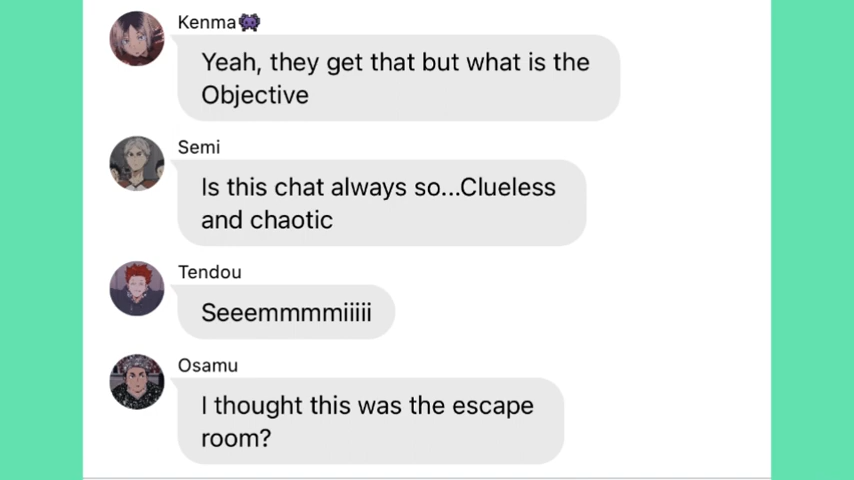 Kenma👾
Yeah, they get that but what is the
Objective
Semi
Is this chat always so...Clueless
and chaotic
Tendou
Seeemmmmiiiii
Osamu
I thought this was the escape
room?